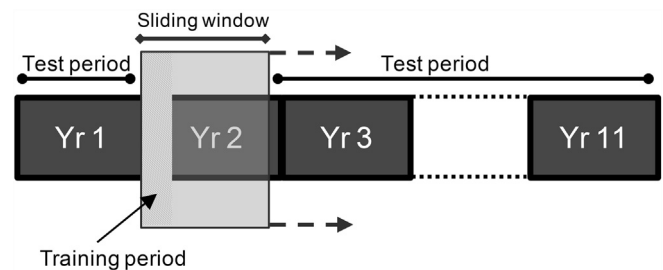 Sliding window
Test period
Test period
Yr 1
Yr 2
Yr 3
Yr 11
Training period